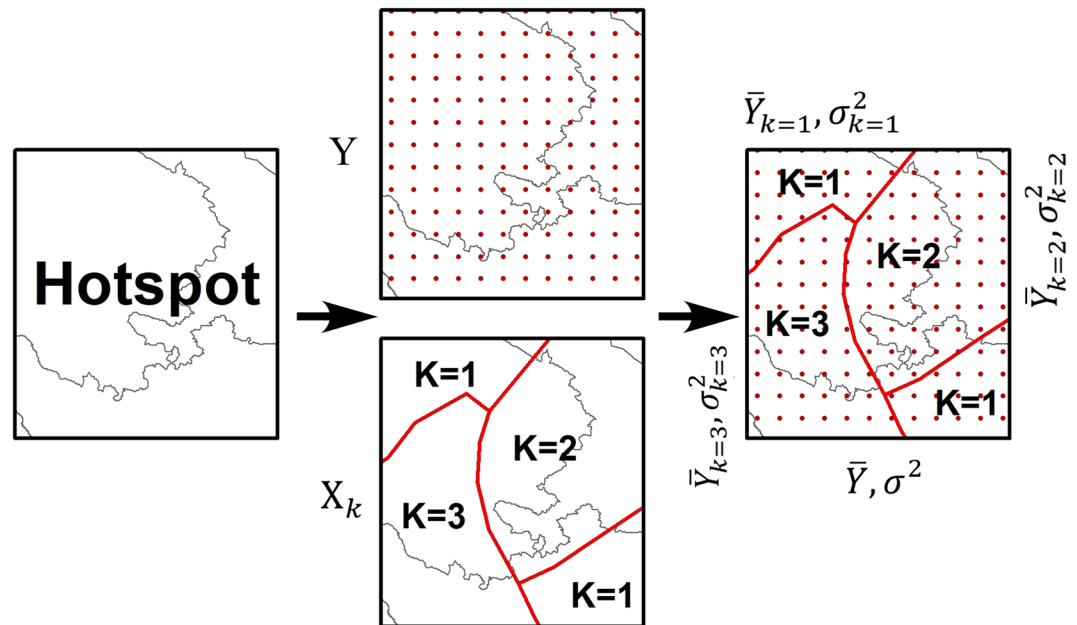 Hotspot
Y
X_k
K=1
K=2
K=3
K=1
Ȳ_{k=1}, σ²_{k=1}
K=1
K=2
K=3
K=1
Ȳ_{k=2}, σ²_{k=2}
Ȳ_{k=3}, σ²_{k=3}
Ȳ, σ²